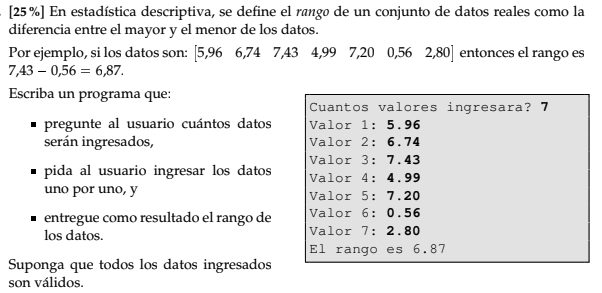 . [25 %] En estadística descriptiva, se define el rango de un conjunto de datos reales como la
diferencia entre el mayor y el menor de los datos.
Por ejemplo, si los datos son: [5,96 6,74 7,43 4,99 7,20 0,56 2,80] entonces el rango es
7,43 − 0,56 = 6,87.
Escriba un programa que:
▪ pregunte al usuario cuántos datos
serán ingresados,
▪ pida al usuario ingresar los datos
uno por uno, y
▪ entregue como resultado el rango de
los datos.
Suponga que todos los datos ingresados
son válidos.
Cuantos valores ingresara? 7
Valor 1: 5.96
Valor 2: 6.74
Valor 3: 7.43
Valor 4: 4.99
Valor 5: 7.20
Valor 6: 0.56
Valor 7: 2.80
El rango es 6.87